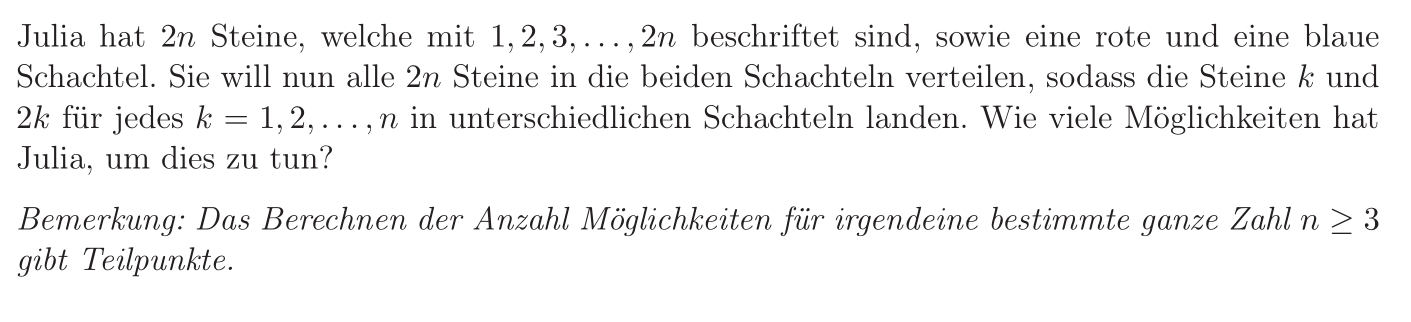 Julia hat 2n Steine, welche mit 1, 2, 3, . . . , 2n beschriftet sind, sowie eine rote und eine blaue
Schachtel. Sie will nun alle 2n Steine in die beiden Schachteln verteilen, sodass die Steine k und
2k für jedes k = 1, 2, . . . , n in unterschiedlichen Schachteln landen. Wie viele Möglichkeiten hat
Julia, um dies zu tun?
Bemerkung: Das Berechnen der Anzahl Möglichkeiten für irgendeine bestimmte ganze Zahl n ≥ 3
gibt Teilpunkte.